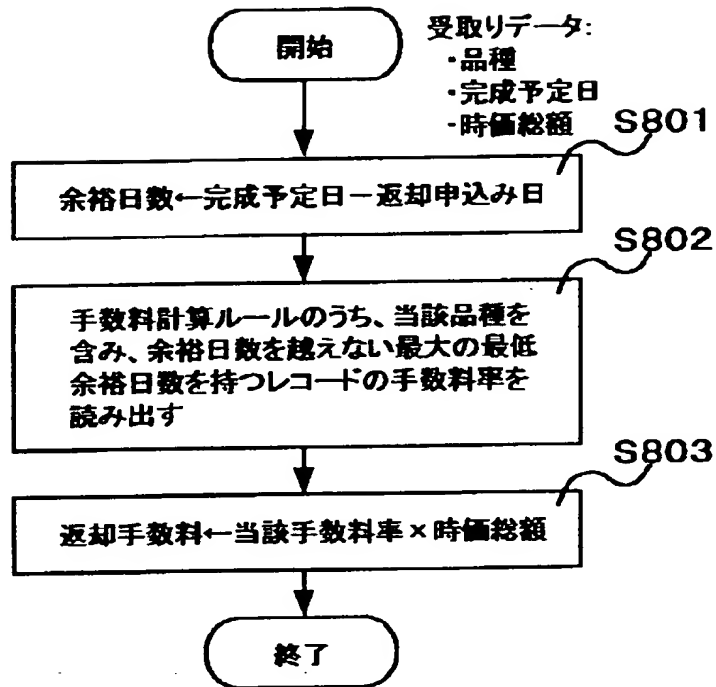 開始
受取りデータ:
・品種
・完成予定日
・時価総額
S801
余裕日数←完成予定日−返却申込み日
S802
手数料計算ルールのうち、当該品種を
含み、余裕日数を越えない最大の最低
余裕日数を持つレコードの手数料率を
読み出す
S803
返却手数料←当該手数料率×時価総額
終了